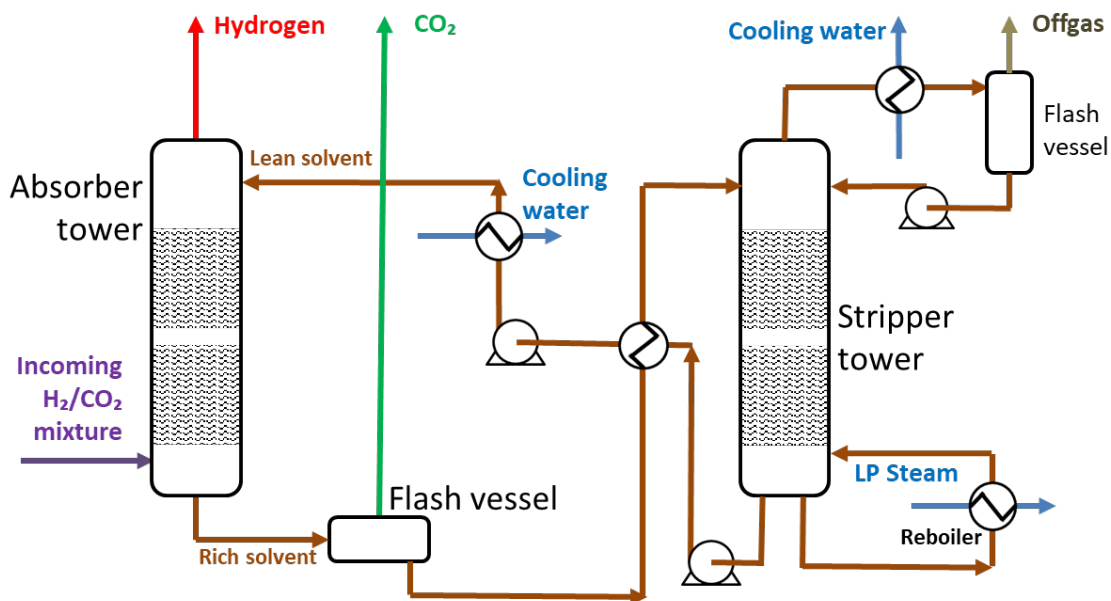 Hydrogen
CO₂
Cooling water
Offgas
Flash
vessel
Lean solvent
Absorber
tower
Cooling
water
Stripper
tower
Incoming
H₂/CO₂
mixture
LP Steam
Flash vessel
Reboiler
Rich solvent